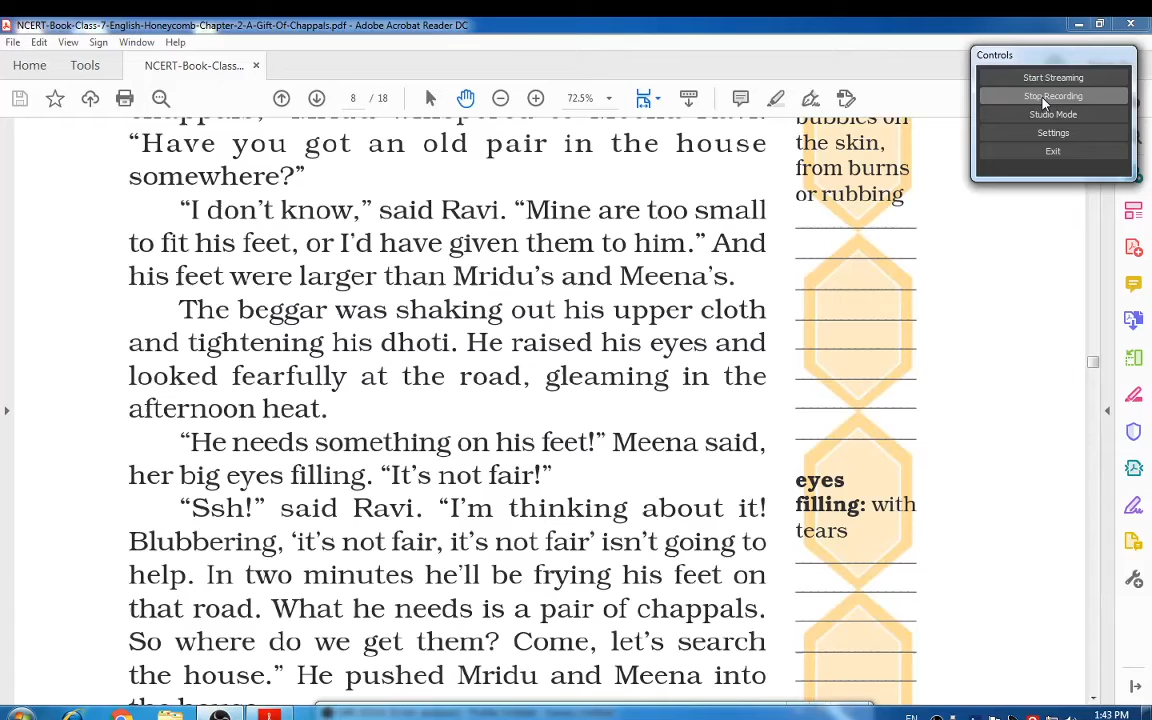 NCERT-Book-Class-7-English-Honeycomb-Chapter-2-A-Gift-Of-Chappals.pdf - Adobe Acrobat Reader DC
File Edit View Sign Window Help
Home Tools NCERT-Book-Class... ×
8 / 18 72.5%
Controls
Start Streaming
Stop Recording
Studio Mode
Settings
Exit
“Have you got an old pair in the house
somewhere?”
“I don’t know,” said Ravi. “Mine are too small
to fit his feet, or I’d have given them to him.” And
his feet were larger than Mridu’s and Meena’s.
The beggar was shaking out his upper cloth
and tightening his dhoti. He raised his eyes and
looked fearfully at the road, gleaming in the
afternoon heat.
“He needs something on his feet!” Meena said,
her big eyes filling. “It’s not fair!”
“Ssh!” said Ravi. “I’m thinking about it!
Blubbering, ‘it’s not fair, it’s not fair’ isn’t going to
help. In two minutes he’ll be frying his feet on
that road. What he needs is a pair of chappals.
So where do we get them? Come, let’s search
the house.” He pushed Mridu and Meena into
bubbles on
the skin,
from burns
or rubbing
eyes
filling: with
tears
EN
1:43 PM